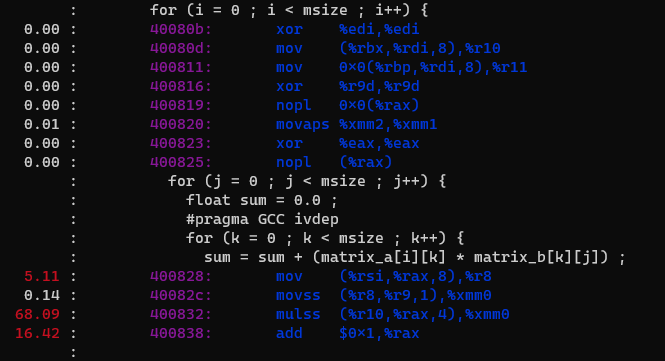 : for (i = 0 ; i < msize ; i++) {
0.00 : 40080b: xor %edi,%edi
0.00 : 40080d: mov (%rbx,%rdi,8),%r10
0.00 : 400811: mov 0x0(%rbp,%rdi,8),%r11
0.00 : 400816: xor %r9d,%r9d
0.00 : 400819: nopl 0x0(%rax)
0.01 : 400820: movaps %xmm2,%xmm1
0.00 : 400823: xor %eax,%eax
0.00 : 400825: nopl (%rax)
: for (j = 0 ; j < msize ; j++) {
: float sum = 0.0 ;
: #pragma GCC ivdep
: for (k = 0 ; k < msize ; k++) {
: sum = sum + (matrix_a[i][k] * matrix_b[k][j]) ;
5.11 : 400828: mov (%rsi,%rax,8),%r8
0.14 : 40082c: movss (%r8,%r9,1),%xmm0
68.09 : 400832: mulss (%r10,%rax,4),%xmm0
16.42 : 400838: add $0x1,%rax
: